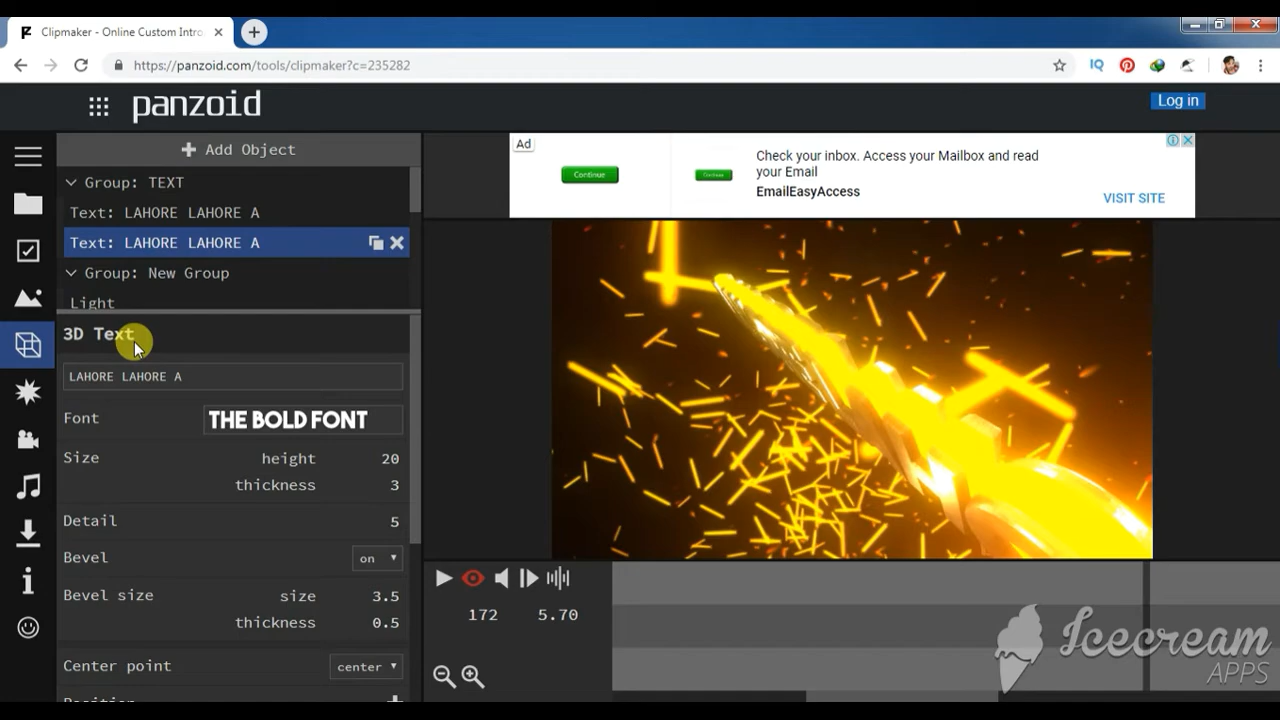 Clipmaker - Online Custom Intro
https://panzoid.com/tools/clipmaker?c=235282
IQ
panzoid
Log in
Add Object
Group: TEXT
Text: LAHORE LAHORE A
Text: LAHORE LAHORE A
Group: New Group
Light
3D Text
LAHORE LAHORE A
Font THE BOLD FONT
Size height 20
thickness 3
Detail 5
Bevel on
Bevel size size 3.5
thickness 0.5
Center point center
Position
Ad
Continue
Continue
Check your inbox. Access your Mailbox and read
your Email
EmailEasyAccess
VISIT SITE
172 5.70
Icecream
APPS